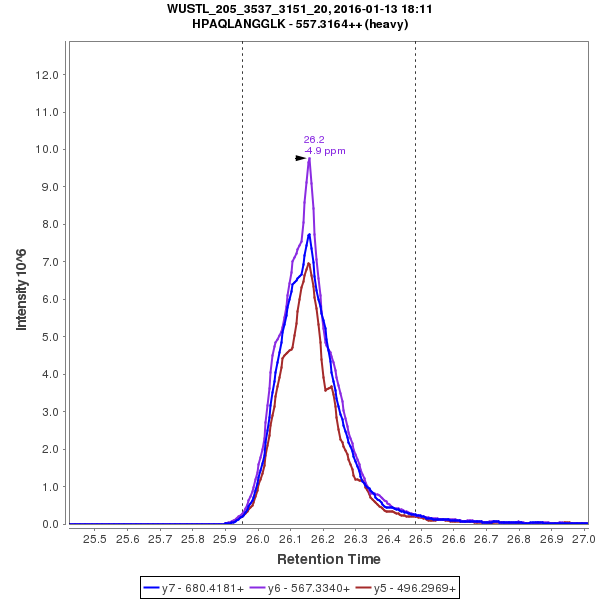 WUSTL_205_3537_3151_20, 2016-01-13 18:11
HPAQLANGGLK - 557.3164++ (heavy)
12.0
11.0
10.0
9.0
8.0
7.0
6.0
5.0
4.0
3.0
2.0
1.0
0.0
Intensity 10^6
26.2
-4.9 ppm
25.5 25.6 25.7 25.8 25.9 26.0 26.1 26.2 26.3 26.4 26.5 26.6 26.7 26.8 26.9 27.0
Retention Time
y7 - 680.4181+ y6 - 567.3340+ y5 - 496.2969+